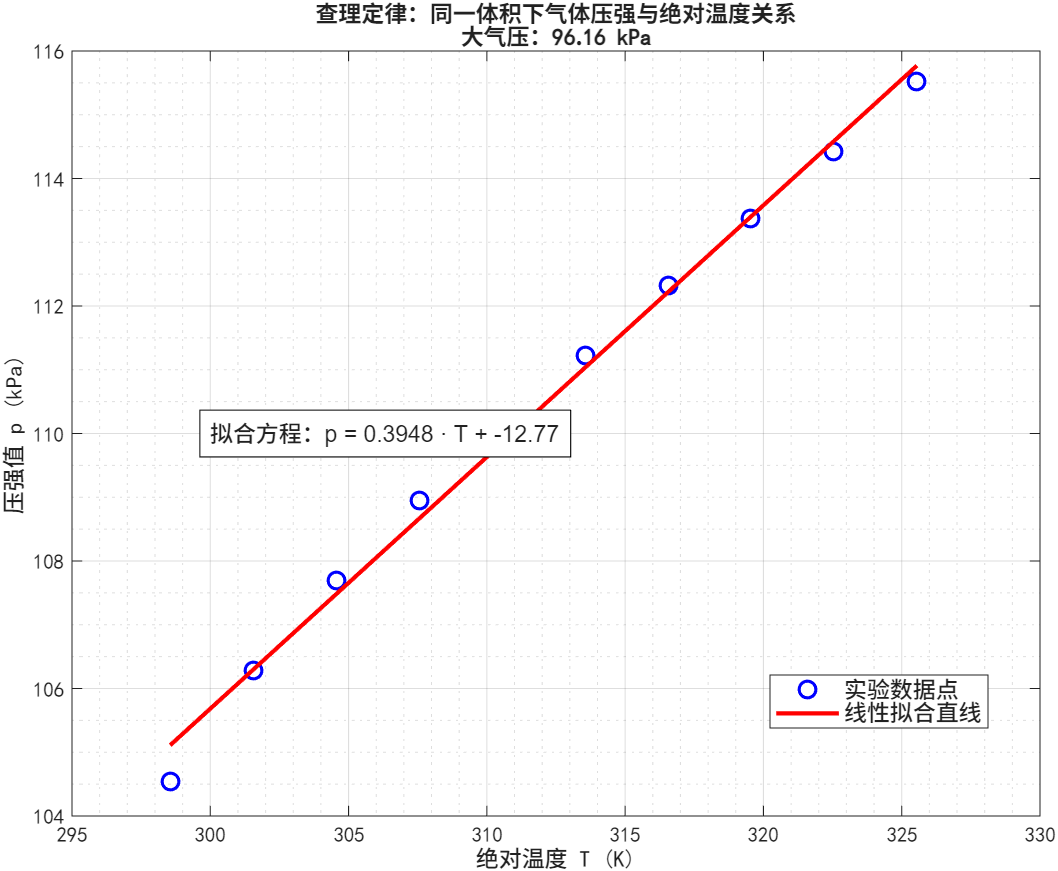 查理定律：同一体积下气体压强与绝对温度关系
大气压：96.16 kPa
116
114
112
110
108
106
104
压强值 p (kPa)
拟合方程：p = 0.3948 · T + -12.77
实验数据点
线性拟合直线
295
300
305
310
315
320
325
330
绝对温度 T (K)